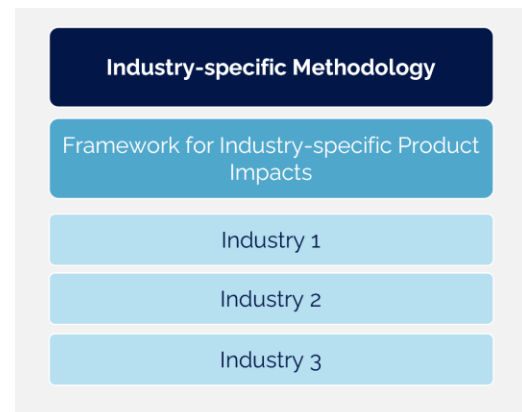 Industry-specific Methodology
Framework for Industry-specific Product
Impacts
Industry 1
Industry 2
Industry 3